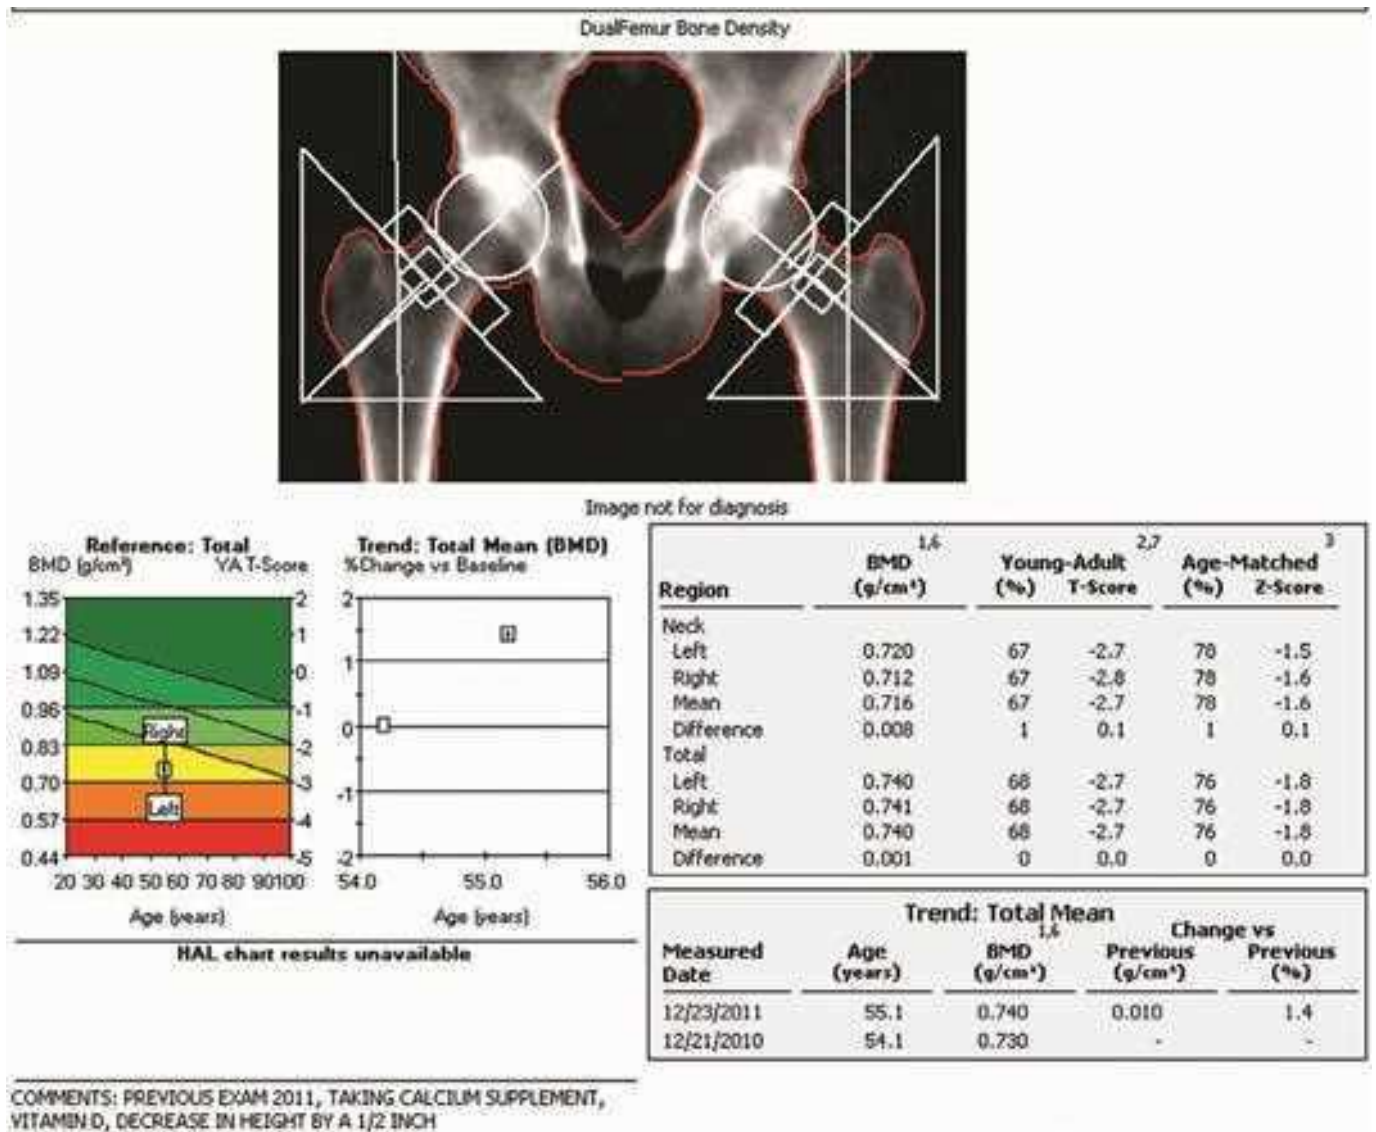 DualFemur Bone Density
Image not for diagnosis
Reference: Total
BMD (g/cm²) YA T-Score
1.35 2
1.22 1
1.09 0
0.96 -1
0.83 -2
0.70 -3
0.57 -4
0.44 -5
Right
Left
20 30 40 50 60 70 80 90100
Age (years)
Trend: Total Mean (BMD)
%Change vs Baseline
2
1
0
-1
-2
54.0 55.0 56.0
Age (years)
HAL chart results unavailable
COMMENTS: PREVIOUS EXAM 2011, TAKING CALCIUM SUPPLEMENT,
VITAMIN D, DECREASE IN HEIGHT BY A 1/2 INCH
1,6 2,7 3
BMD Young-Adult Age-Matched
Region (g/cm²) (%) T-Score (%) Z-Score
Neck
Left 0.720 67 -2.7 78 -1.5
Right 0.712 67 -2.8 78 -1.6
Mean 0.716 67 -2.7 78 -1.6
Difference 0.008 1 0.1 1 0.1
Total
Left 0.740 68 -2.7 76 -1.8
Right 0.741 68 -2.7 76 -1.8
Mean 0.740 68 -2.7 76 -1.8
Difference 0.001 0 0.0 0 0.0
Trend: Total Mean
1,6 Change vs
Measured Age BMD Previous Previous
Date (years) (g/cm²) (g/cm²) (%)
12/23/2011 55.1 0.740 0.010 1.4
12/21/2010 54.1 0.730 - -